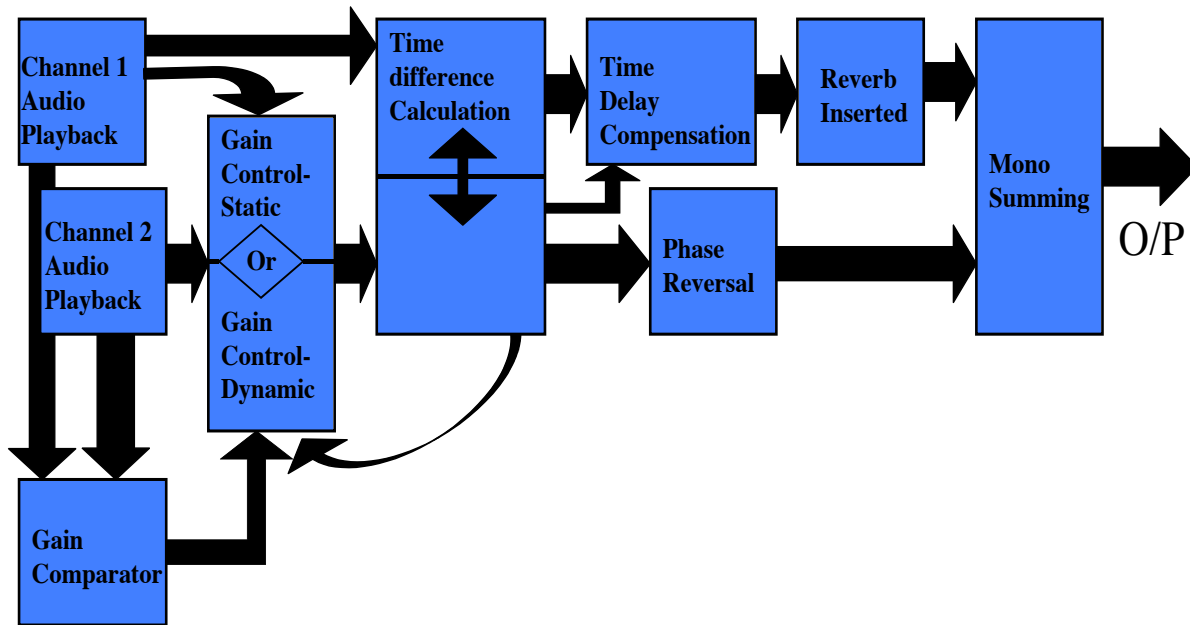 Channel 1
Audio
Playback
Channel 2
Audio
Playback
Gain
Control-
Static
Or
Gain
Control-
Dynamic
Gain
Comparator
Time
difference
Calculation
Time
Delay
Compensation
Reverb
Inserted
Phase
Reversal
Mono
Summing
O/P